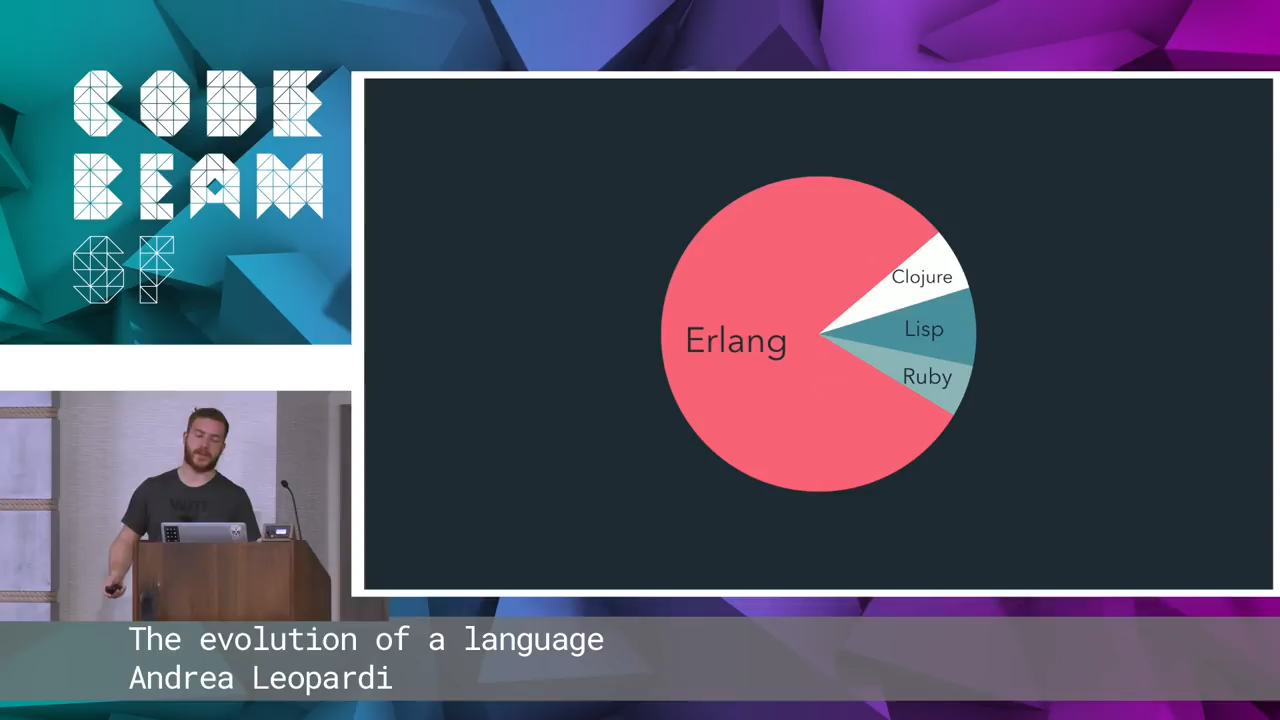 CODE
BEAM
SF
Erlang
Clojure
Lisp
Ruby
The evolution of a language
Andrea Leopardi